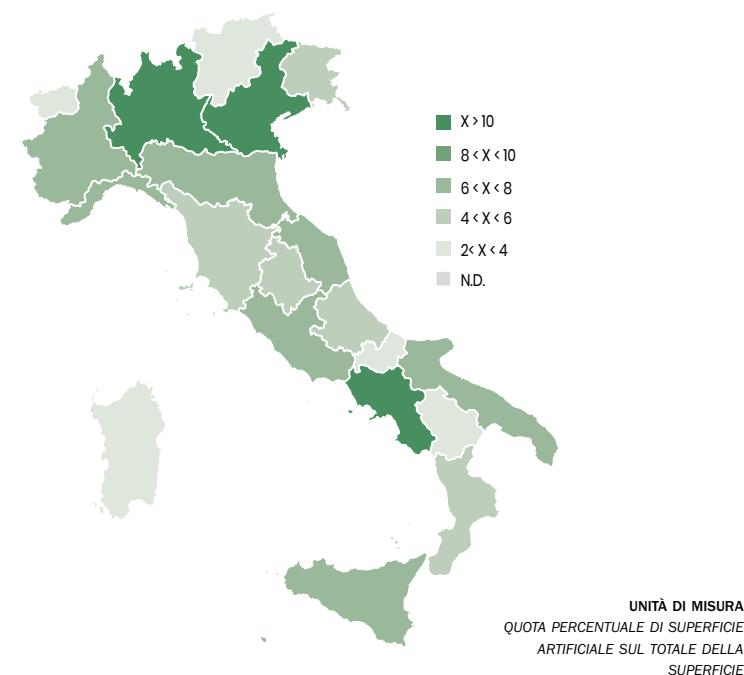 X > 10
8 < X < 10
6 < X < 8
4 < X < 6
2< X < 4
N.D.
UNITÀ DI MISURA
QUOTA PERCENTUALE DI SUPERFICIE
ARTIFICIALE SUL TOTALE DELLA
SUPERFICIE